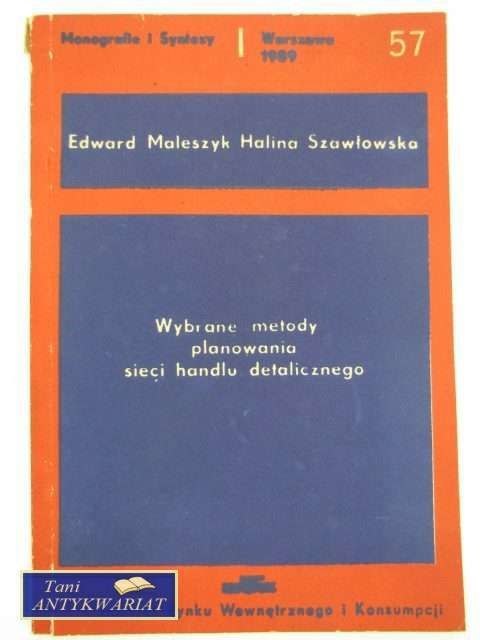 Monografie i Syntezy
Warszawa
1989
57
Edward Maleszyk Halina Szawłowska
Wybrane metody
planowania
sieci handlu detalicznego
Wewnętrznego i Konsumpcji
Tani
ANTYKWARIAT